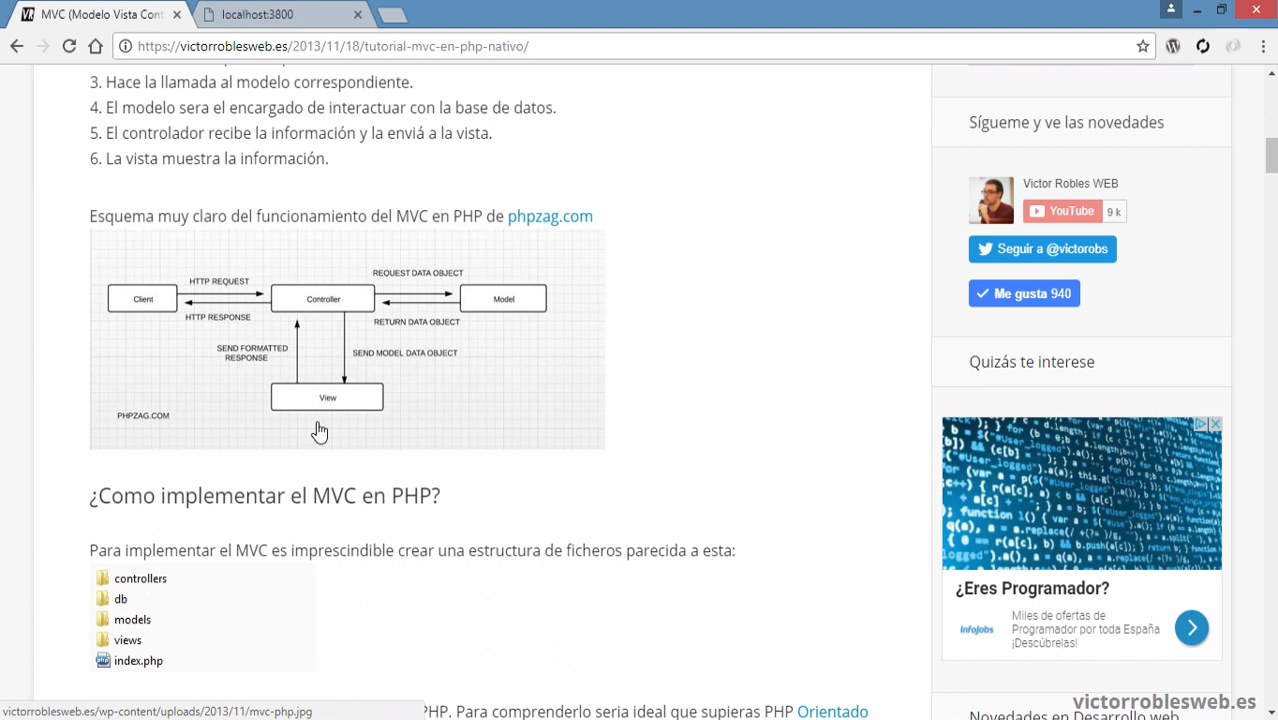 MVC (Modelo Vista Cont
localhost:3800
https://victorroblesweb.es/2013/11/18/tutorial-mvc-en-php-nativo/
3. Hace la llamada al modelo correspondiente.
4. El modelo sera el encargado de interactuar con la base de datos.
5. El controlador recibe la información y la enviá a la vista.
6. La vista muestra la información.
Esquema muy claro del funcionamiento del MVC en PHP de phpzag.com
HTTP REQUEST
REQUEST DATA OBJECT
Client
Controller
Model
HTTP RESPONSE
RETURN DATA OBJECT
SEND FORMATTED
RESPONSE
SEND MODEL DATA OBJECT
View
PHPZAG.COM
¿Como implementar el MVC en PHP?
Para implementar el MVC es imprescindible crear una estructura de ficheros parecida a esta:
controllers
db
models
views
index.php
PHP. Para comprenderlo seria ideal que supieras PHP Orientado
victorroblesweb.es/wp-content/uploads/2013/11/mvc-php.jpg
Sígueme y ve las novedades
Victor Robles WEB
YouTube 9 k
Seguir a @victorobs
Me gusta 940
Quizás te interese
¿Eres Programador?
InfoJobs
Miles de ofertas de
Programador por toda España
¡Descúbrelas!
victorroblesweb.es
Novedades en Desarrollo web